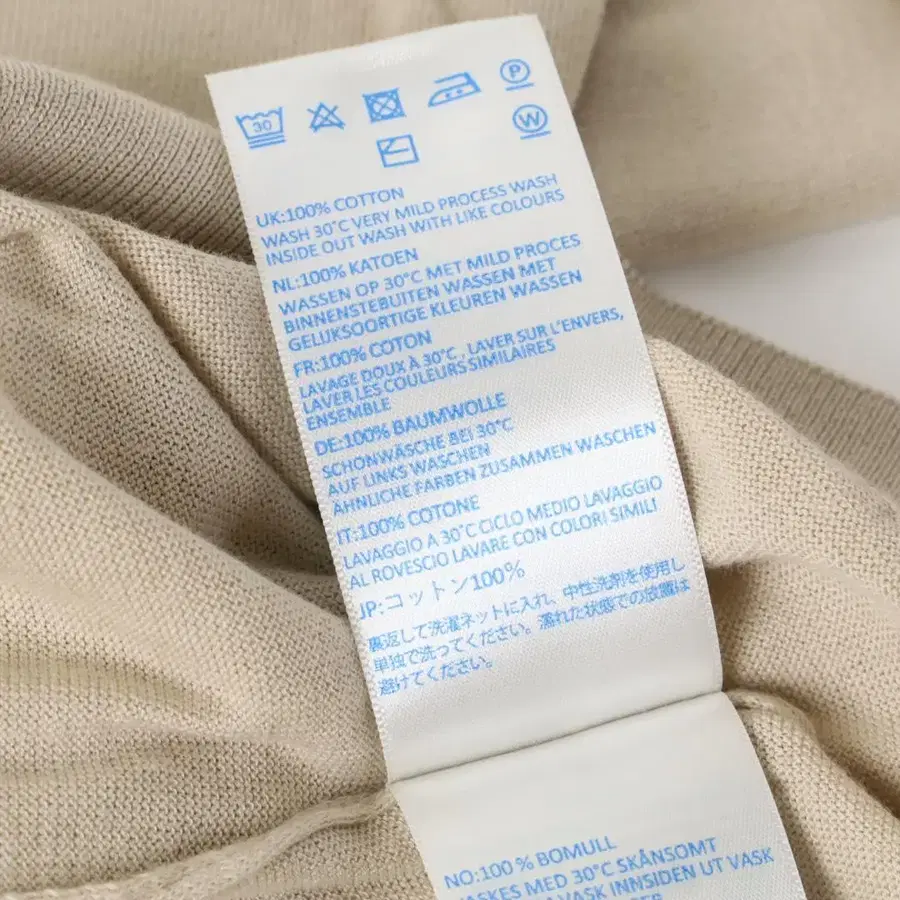 30
P
W
UK:100% COTTON
WASH 30°C VERY MILD PROCESS WASH
INSIDE OUT WASH WITH LIKE COLOURS
NL:100% KATOEN
WASSEN OP 30°C MET MILD PROCES
BINNENSTEBUITEN WASSEN MET
GELIJKSOORTIGE KLEUREN WASSEN
FR:100% COTON
LAVAGE DOUX À 30°C , LAVER SUR L'ENVERS,
LAVER LES COULEURS SIMILAIRES
ENSEMBLE
DE:100% BAUMWOLLE
SCHONWÄSCHE BEI 30°C
AUF LINKS WASCHEN
ÄHNLICHE FARBEN ZUSAMMEN WASCHEN
IT:100% COTONE
LAVAGGIO A 30°C CICLO MEDIO LAVAGGIO
AL ROVESCIO LAVARE CON COLORI SIMILI
JP:コットン100%
裏返して洗濯ネットに入れ、中性洗剤を使用し
単独で洗ってください。濡れた状態での放置は
避けてください。
NO:100 % BOMULL
VASKES MED 30°C SKÅNSOMT
VASK INNSIDEN UT VASK